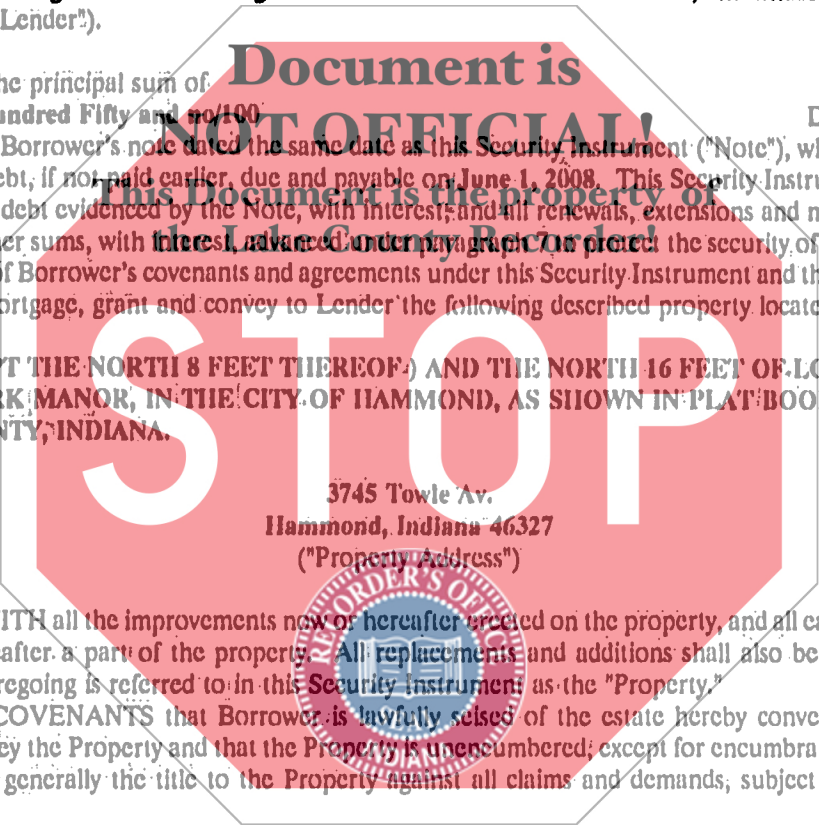 Lender").
Document is
he principal sum of
undred Fifty and no/100 D
NOT OFFICIAL!
Borrower's note dated the same date as this Security Instrument ("Note"), wh
ebt, if not paid earlier, due and payable on June 1, 2008. This Security Instru
This Document is the property of
debt evidenced by the Note, with interest, and all renewals, extensions and m
er sums, with interest, advanced under paragraph 7 to protect the security of
the Lake County Recorder!
of Borrower's covenants and agreements under this Security Instrument and th
ortgage, grant and convey to Lender the following described property locate
STOP
PT THE NORTH 8 FEET THEREOF) AND THE NORTH 16 FEET OF LO
RK MANOR, IN THE CITY OF HAMMOND, AS SHOWN IN PLAT BOO
NTY, INDIANA.
3745 Towle Av.
Hammond, Indiana 46327
("Property Address")
RECORDER'S OFFICE
ITH all the improvements now or hereafter erected on the property, and all ea
after a part of the property. All replacements and additions shall also be
regoing is referred to in this Security Instrument as the "Property."
SEAL
COVENANTS that Borrower is lawfully seised of the estate hereby conve
ey the Property and that the Property is unencumbered, except for encumbra
INDIANA
generally the title to the Property against all claims and demands, subject